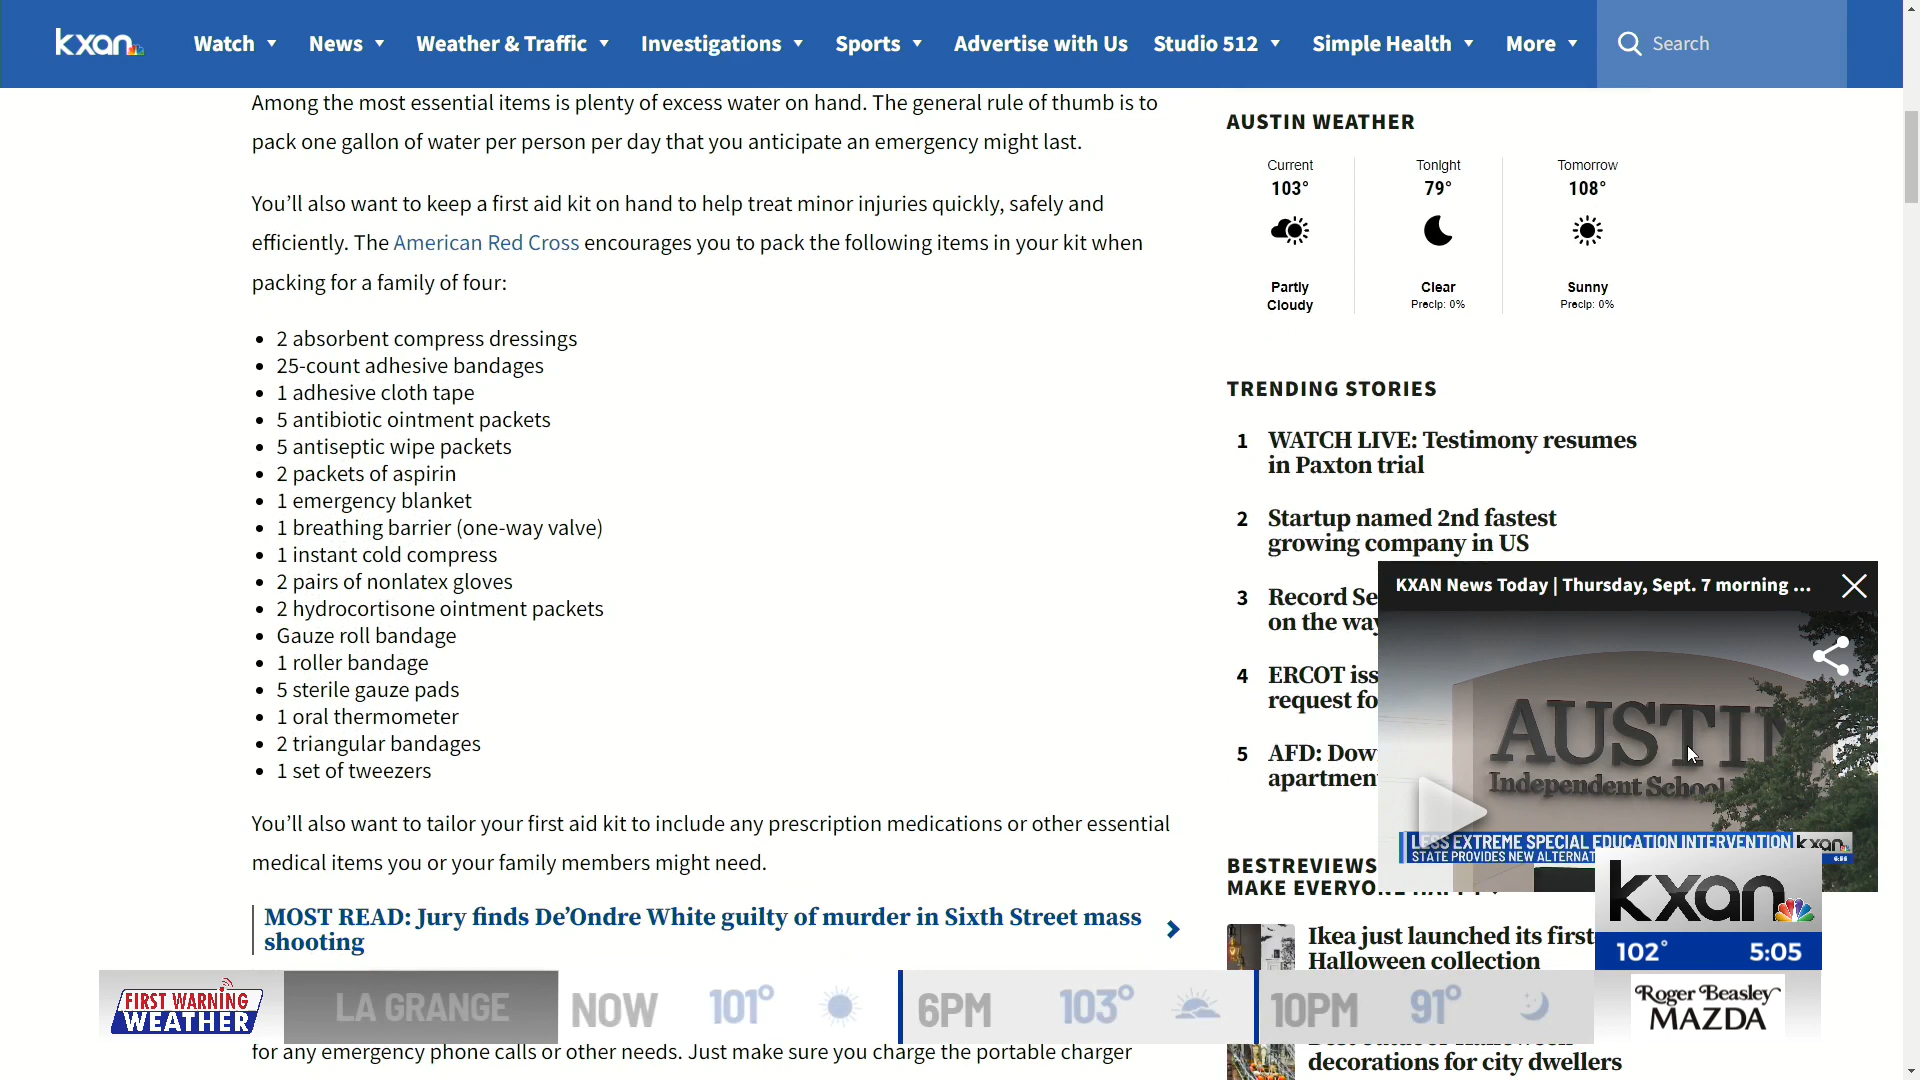 kxan
Watch
News
Weather & Traffic
Investigations
Sports
Advertise with Us
Studio 512
Simple Health
More
Search
Among the most essential items is plenty of excess water on hand. The general rule of thumb is to
pack one gallon of water per person per day that you anticipate an emergency might last.
You'll also want to keep a first aid kit on hand to help treat minor injuries quickly, safely and
efficiently. The American Red Cross encourages you to pack the following items in your kit when
packing for a family of four:
• 2 absorbent compress dressings
• 25-count adhesive bandages
• 1 adhesive cloth tape
• 5 antibiotic ointment packets
• 5 antiseptic wipe packets
• 2 packets of aspirin
• 1 emergency blanket
• 1 breathing barrier (one-way valve)
• 1 instant cold compress
• 2 pairs of nonlatex gloves
• 2 hydrocortisone ointment packets
• Gauze roll bandage
• 1 roller bandage
• 5 sterile gauze pads
• 1 oral thermometer
• 2 triangular bandages
• 1 set of tweezers
You'll also want to tailor your first aid kit to include any prescription medications or other essential
medical items you or your family members might need.
MOST READ: Jury finds De'Ondre White guilty of murder in Sixth Street mass
shooting
for any emergency phone calls or other needs. Just make sure you charge the portable charger
AUSTIN WEATHER
Current
103°
Partly
Cloudy
Tonight
79°
Clear
Precip: 0%
Tomorrow
108°
Sunny
Precip: 0%
TRENDING STORIES
1 WATCH LIVE: Testimony resumes
in Paxton trial
2 Startup named 2nd fastest
growing company in US
3 Record Se
on the way
4 ERCOT iss
request fo
5 AFD: Dow
apartmen
KXAN News Today | Thursday, Sept. 7 morning ...
AUSTIN
Independent School
LESS EXTREME SPECIAL EDUCATION INTERVENTION
STATE PROVIDES NEW ALTERNAT
kxan
6:56
BESTREVIEWS
MAKE EVERYONE HAPPY
Ikea just launched its first
Halloween collection
decorations for city dwellers
kxan
102° 5:05
Roger Beasley
MAZDA
FIRST WARNING
WEATHER
LA GRANGE
NOW 101°
6PM 103°
10PM 91°